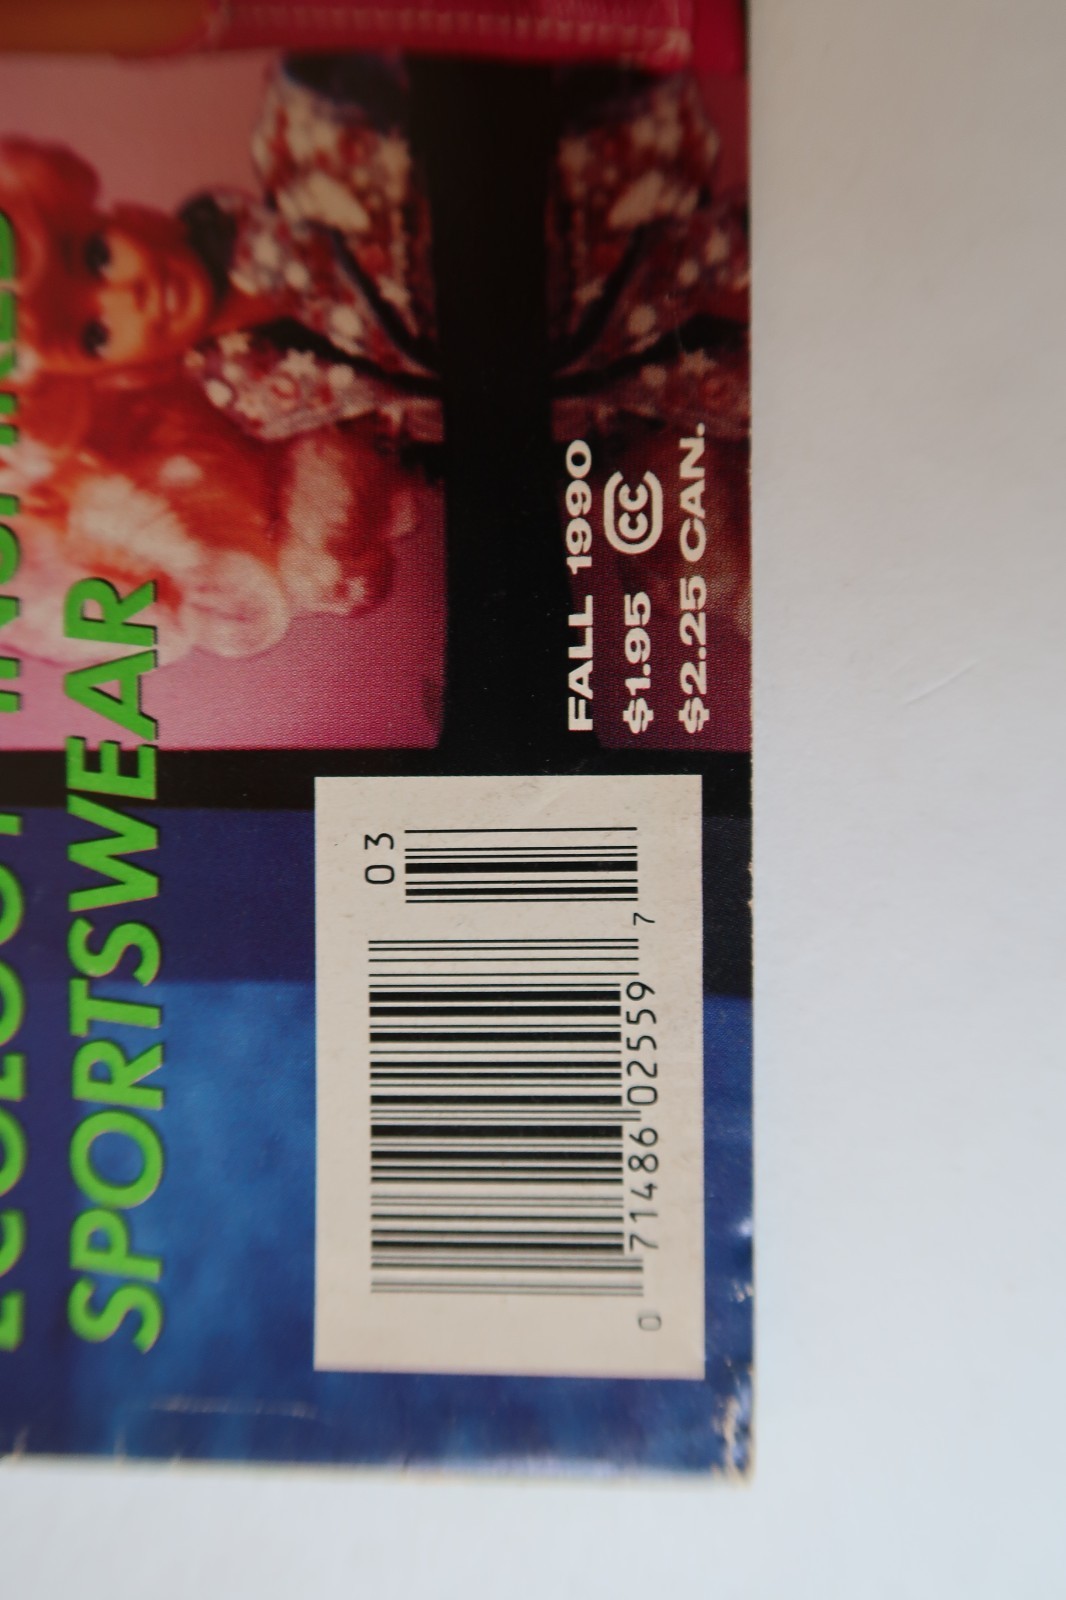 SPORTSWEAR
FALL 1990
$1.95 CC
$2.25 CAN.
03
0 71486 02559 7